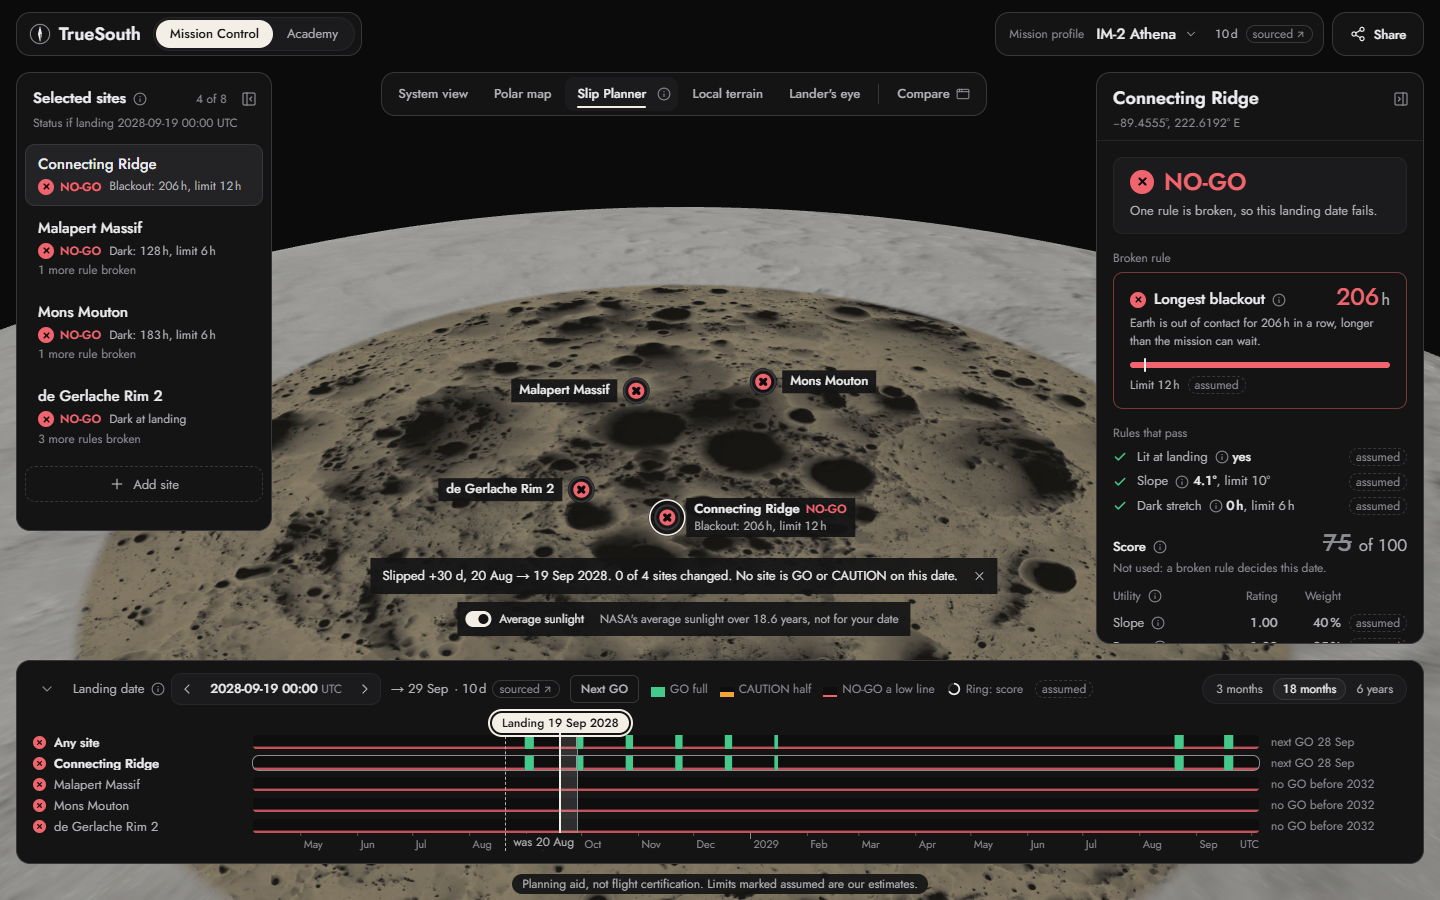 TrueSouth
Mission Control
Academy
Mission profile IM-2 Athena 10 d sourced ↗
Share
Selected sites 4 of 8
Status if landing 2028-09-19 00:00 UTC
Connecting Ridge
NO-GO Blackout: 206 h, limit 12 h
Malapert Massif
NO-GO Dark: 128 h, limit 6 h
1 more rule broken
Mons Mouton
NO-GO Dark: 183 h, limit 6 h
1 more rule broken
de Gerlache Rim 2
NO-GO Dark at landing
3 more rules broken
+ Add site
System view Polar map Slip Planner Local terrain Lander's eye Compare
Malapert Massif
Mons Mouton
de Gerlache Rim 2
Connecting Ridge NO-GO
Blackout: 206 h, limit 12 h
Slipped +30 d, 20 Aug → 19 Sep 2028. 0 of 4 sites changed. No site is GO or CAUTION on this date.
Average sunlight NASA's average sunlight over 18.6 years, not for your date
Connecting Ridge
−89.4555°, 222.6192° E
NO-GO
One rule is broken, so this landing date fails.
Broken rule
Longest blackout 206 h
Earth is out of contact for 206 h in a row, longer
than the mission can wait.
Limit 12 h assumed
Rules that pass
Lit at landing yes assumed
Slope 4.1°, limit 10° assumed
Dark stretch 0 h, limit 6 h assumed
Score 75 of 100
Not used: a broken rule decides this date.
Utility Rating Weight
Slope 1.00 40 % assumed
Landing date 2028-09-19 00:00 UTC → 29 Sep · 10 d sourced ↗ Next GO GO full CAUTION half NO-GO a low line Ring: score assumed
3 months 18 months 6 years
Landing 19 Sep 2028
Any site next GO 28 Sep
Connecting Ridge next GO 28 Sep
Malapert Massif no GO before 2032
Mons Mouton no GO before 2032
de Gerlache Rim 2 no GO before 2032
May Jun Jul Aug was 20 Aug Oct Nov Dec 2029 Feb Mar Apr May Jun Jul Aug Sep UTC
Planning aid, not flight certification. Limits marked assumed are our estimates.